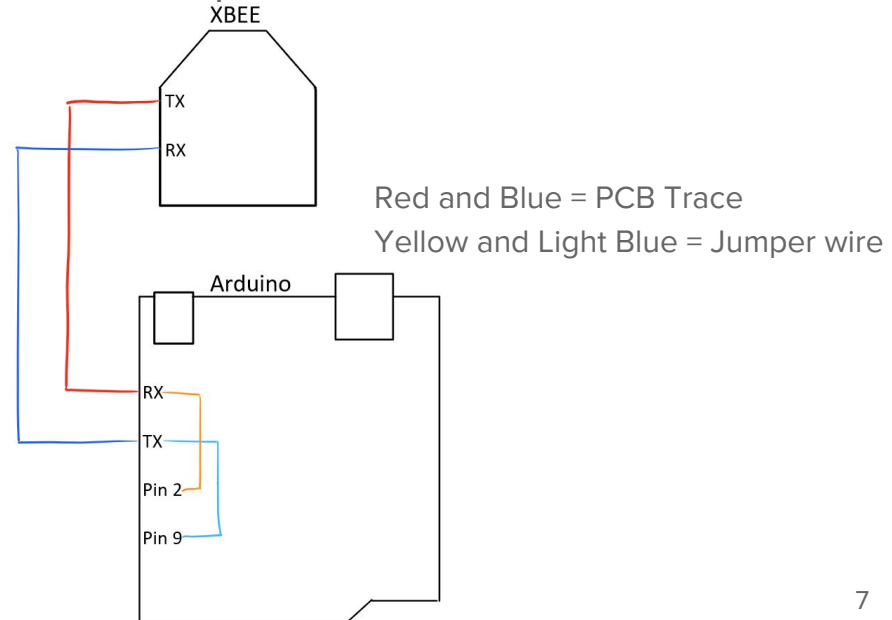 XBEE
TX
RX
Red and Blue = PCB Trace
Yellow and Light Blue = Jumper wire
Arduino
RX
TX
Pin 2
Pin 9
7